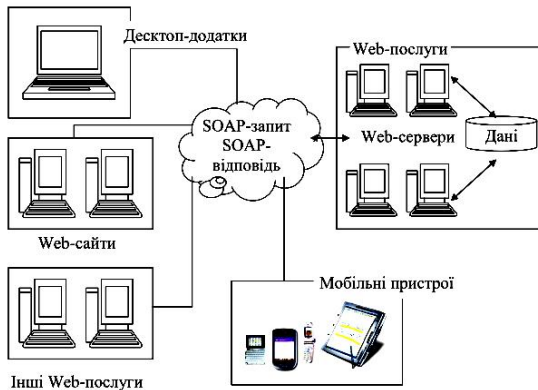 Десктоп-додатки
Web-послуги
SOAP-запит
SOAP-
відповідь
Web-сервери
Дані
Web-сайти
Мобільні пристрої
Інші Web-послуги